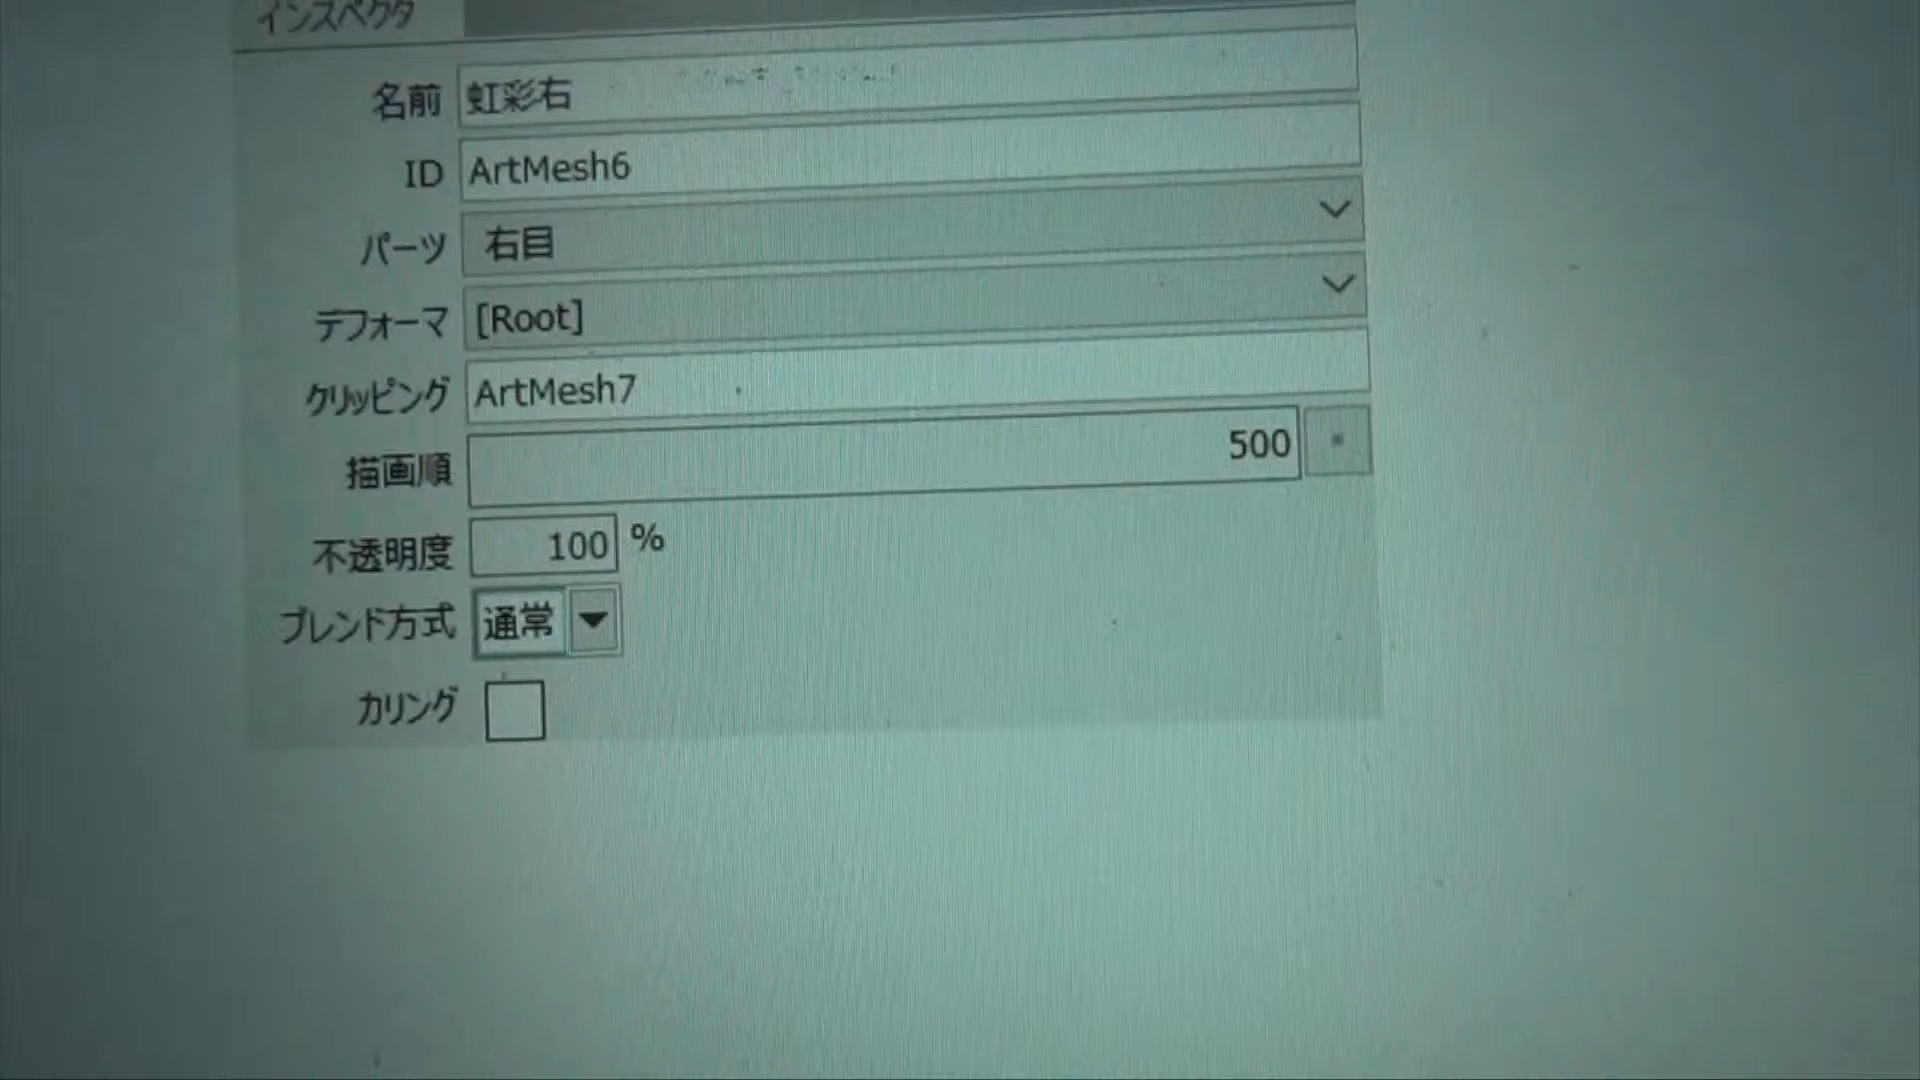 インスペクタ
名前 虹彩右
ID ArtMesh6
パーツ 右目
デフォーマ [Root]
クリッピング ArtMesh7
描画順 500
不透明度 100 %
ブレンド方式 通常
カリング